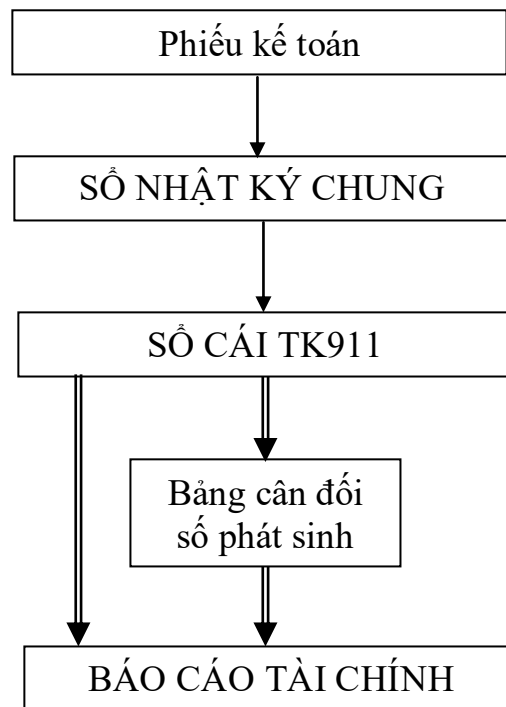 Phiếu kế toán
SỔ NHẬT KÝ CHUNG
SỔ CÁI TK911
Bảng cân đối
số phát sinh
BÁO CÁO TÀI CHÍNH